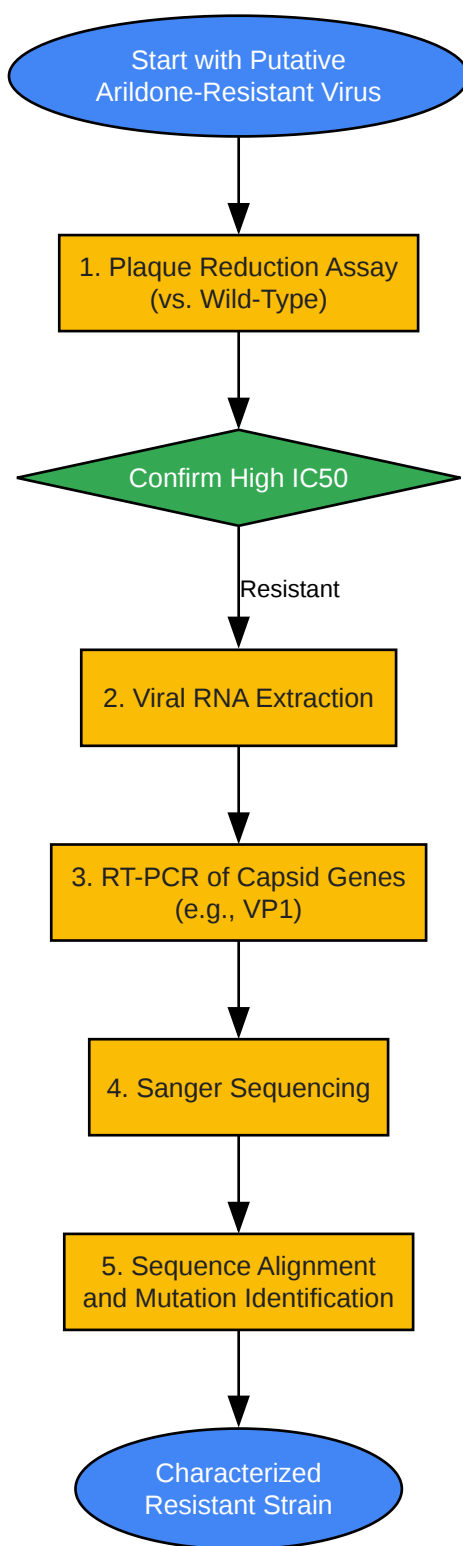 Start with Putative
Arildone-Resistant Virus
1. Plaque Reduction Assay
(vs. Wild-Type)
Confirm High IC50
Resistant
2. Viral RNA Extraction
3. RT-PCR of Capsid Genes
(e.g., VP1)
4. Sanger Sequencing
5. Sequence Alignment
and Mutation Identification
Characterized
Resistant Strain